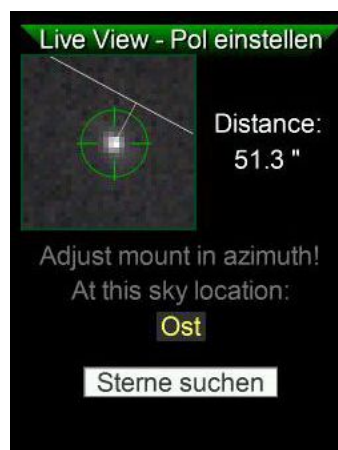 Live View - Pol einstellen
Distance:
51.3 "
Adjust mount in azimuth!
At this sky location:
Ost
Sterne suchen